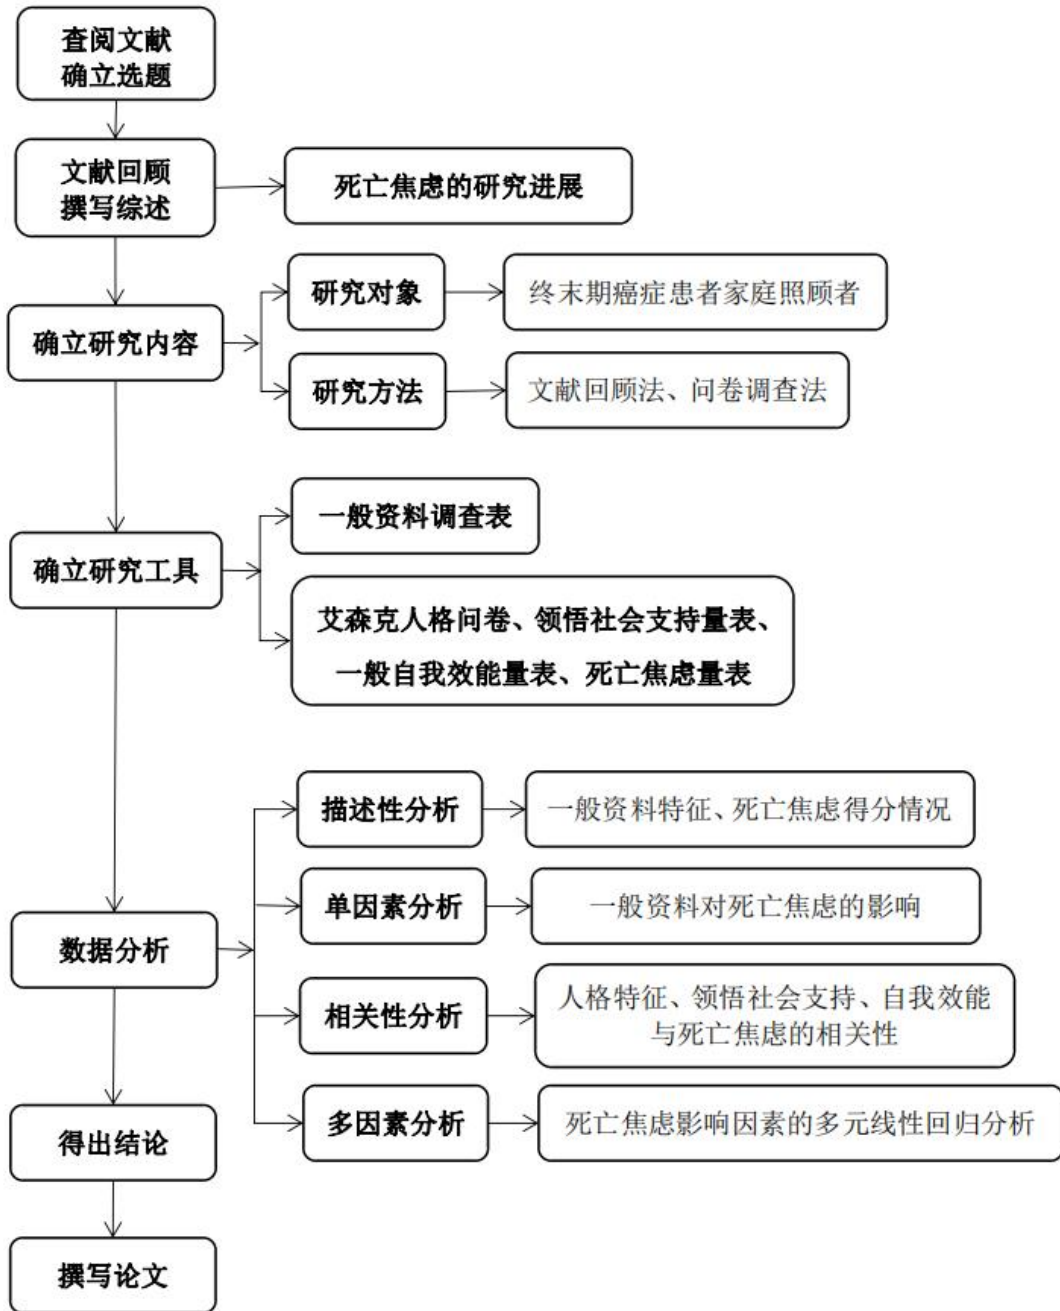 查阅文献
确立选题
文献回顾
撰写综述
死亡焦虑的研究进展
确立研究内容
研究对象
终末期癌症患者家庭照顾者
研究方法
文献回顾法、问卷调查法
确立研究工具
一般资料调查表
艾森克人格问卷、领悟社会支持量表、
一般自我效能量表、死亡焦虑量表
数据分析
描述性分析
一般资料特征、死亡焦虑得分情况
单因素分析
一般资料对死亡焦虑的影响
相关性分析
人格特征、领悟社会支持、自我效能
与死亡焦虑的相关性
多因素分析
死亡焦虑影响因素的多元线性回归分析
得出结论
撰写论文